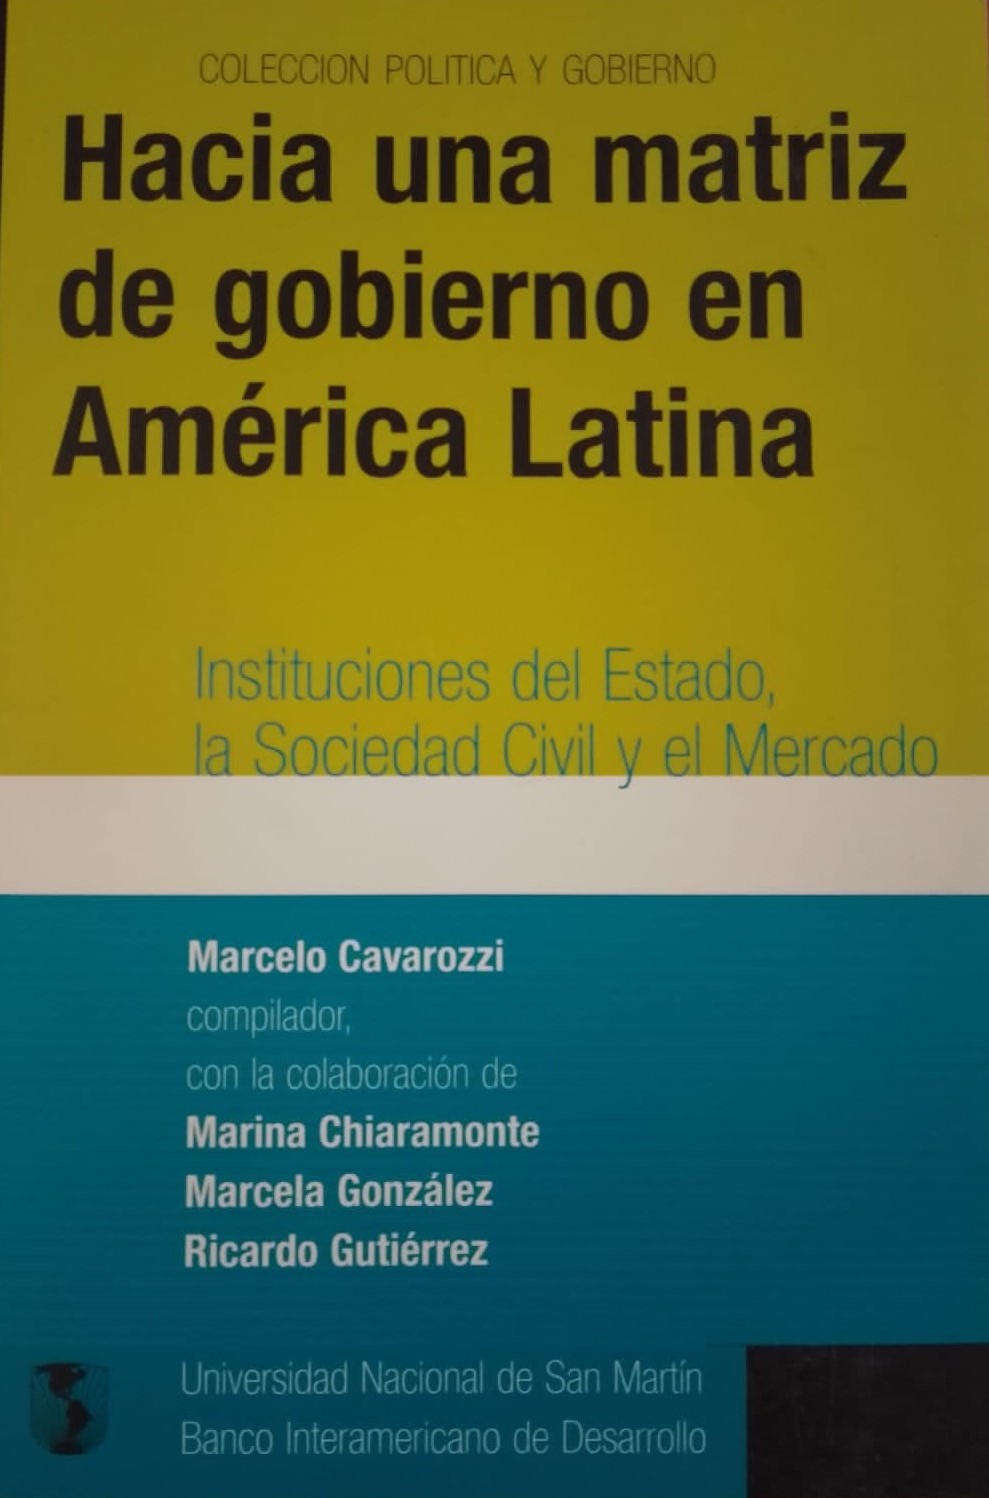 COLECCION POLITICA Y GOBIERNO
Hacia una matriz
de gobierno en
América Latina
Instituciones del Estado,
la Sociedad Civil y el Mercado
Marcelo Cavarozzi
compilador,
con la colaboración de
Marina Chiaramonte
Marcela González
Ricardo Gutiérrez
Universidad Nacional de San Martín
Banco Interamericano de Desarrollo